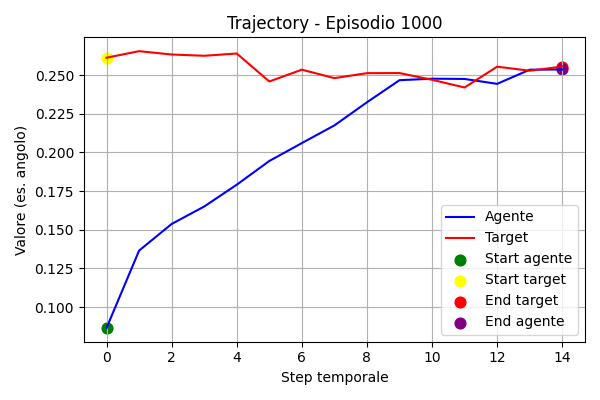 Trajectory - Episodio 1000
Valore (es. angolo)
0.250
0.225
0.200
0.175
0.150
0.125
0.100
Agente
Target
Start agente
Start target
End target
End agente
0 2 4 6 8 10 12 14
Step temporale